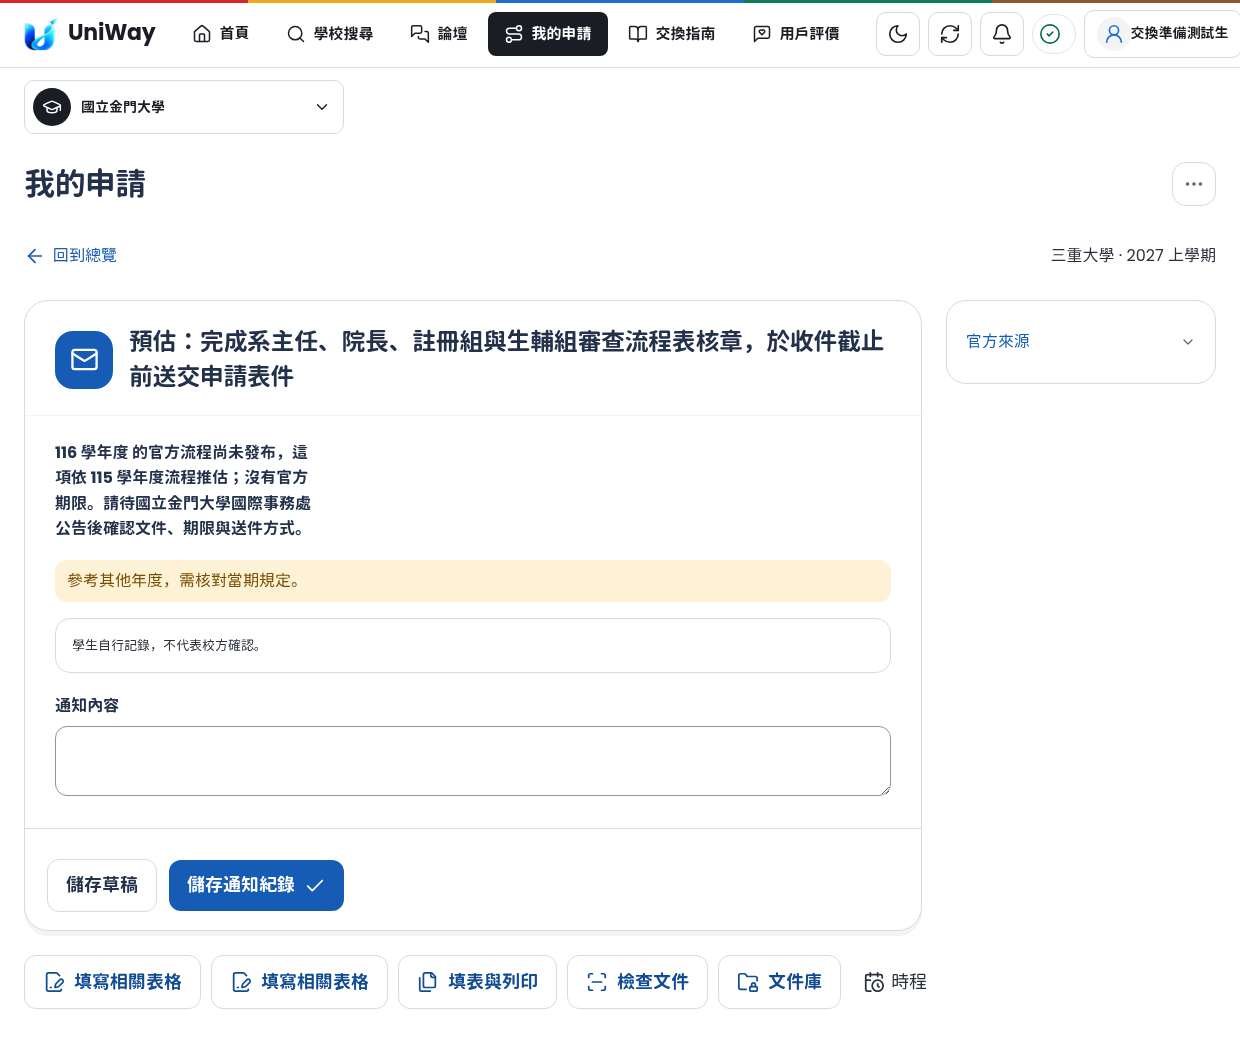 UniWay
首頁
學校搜尋
論壇
我的申請
交換指南
用戶評價
交換準備測試生
國立金門大學
我的申請
回到總覽
三重大學 · 2027 上學期
預估：完成系主任、院長、註冊組與生輔組審查流程表核章，於收件截止
前送交申請表件
官方來源
116 學年度 的官方流程尚未發布，這
項依 115 學年度流程推估；沒有官方
期限。請待國立金門大學國際事務處
公告後確認文件、期限與送件方式。
參考其他年度，需核對當期規定。
學生自行記錄，不代表校方確認。
通知內容
儲存草稿
儲存通知紀錄
填寫相關表格
填寫相關表格
填表與列印
檢查文件
文件庫
時程